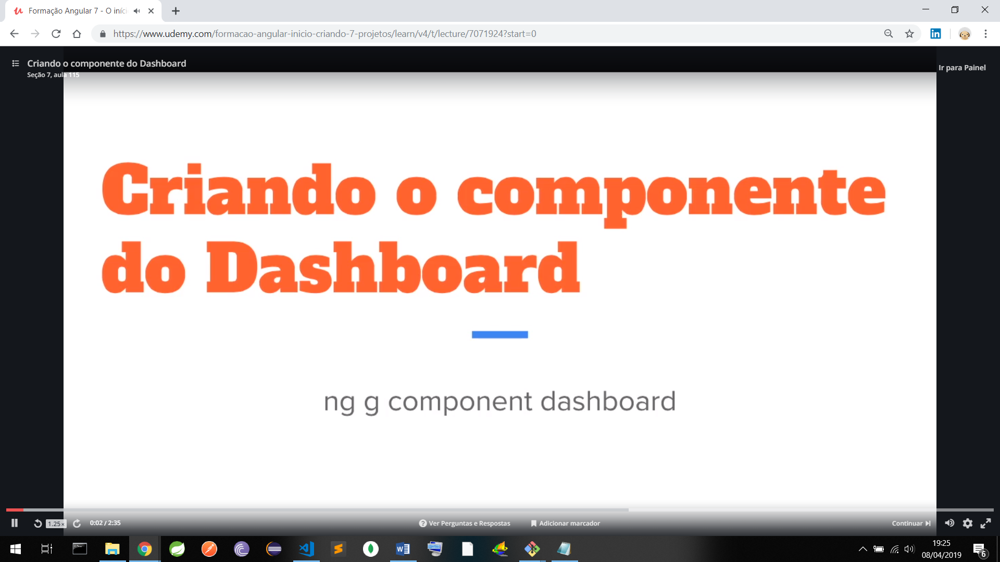 Formação Angular 7 - O iníc
https://www.udemy.com/formacao-angular-inicio-criando-7-projetos/learn/v4/t/lecture/7071924?start=0
Criando o componente do Dashboard
Seção 7, aula 115
Ir para Painel
Criando o componente
do Dashboard
ng g component dashboard
1.25x
0:02 / 2:35
Ver Perguntas e Respostas
Adicionar marcador
Continuar
19:25
08/04/2019
6